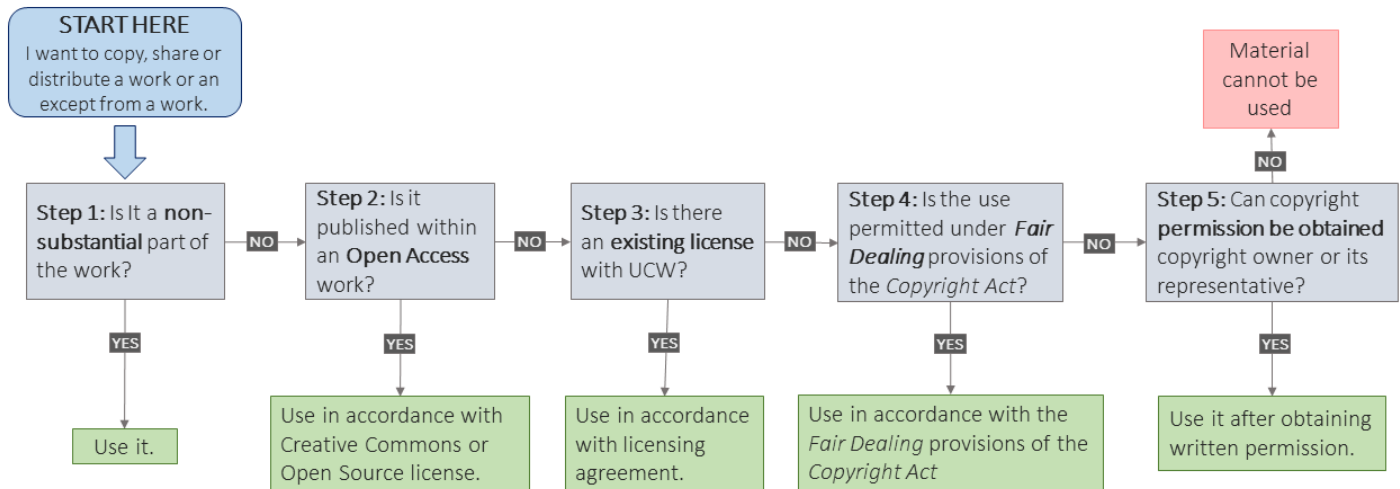 START HERE
I want to copy, share or
distribute a work or an
except from a work.
Material
cannot be
used
NO
Step 1: Is It a non-
substantial part of
the work?
NO
Step 2: Is it
published within
an Open Access
work?
NO
Step 3: Is there
an existing license
with UCW?
NO
Step 4: Is the use
permitted under Fair
Dealing provisions of
the Copyright Act?
NO
Step 5: Can copyright
permission be obtained
copyright owner or its
representative?
YES
YES
YES
YES
YES
Use it.
Use in accordance with
Creative Commons or
Open Source license.
Use in accordance
with licensing
agreement.
Use in accordance with the
Fair Dealing provisions of the
Copyright Act
Use it after obtaining
written permission.